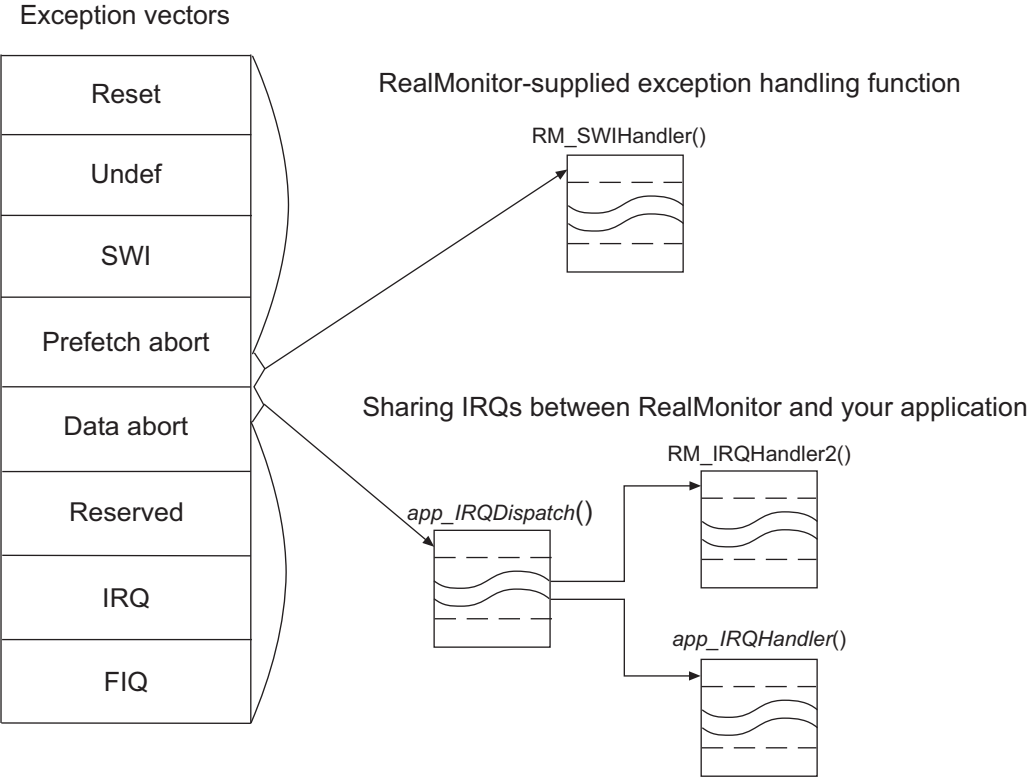 Exception vectors
Reset
Undef
SWI
Prefetch abort
Data abort
Reserved
IRQ
FIQ
RealMonitor-supplied exception handling function
RM_SWIHandler()
Sharing IRQs between RealMonitor and your application
RM_IRQHandler2()
app_IRQDispatch()
app_IRQHandler()